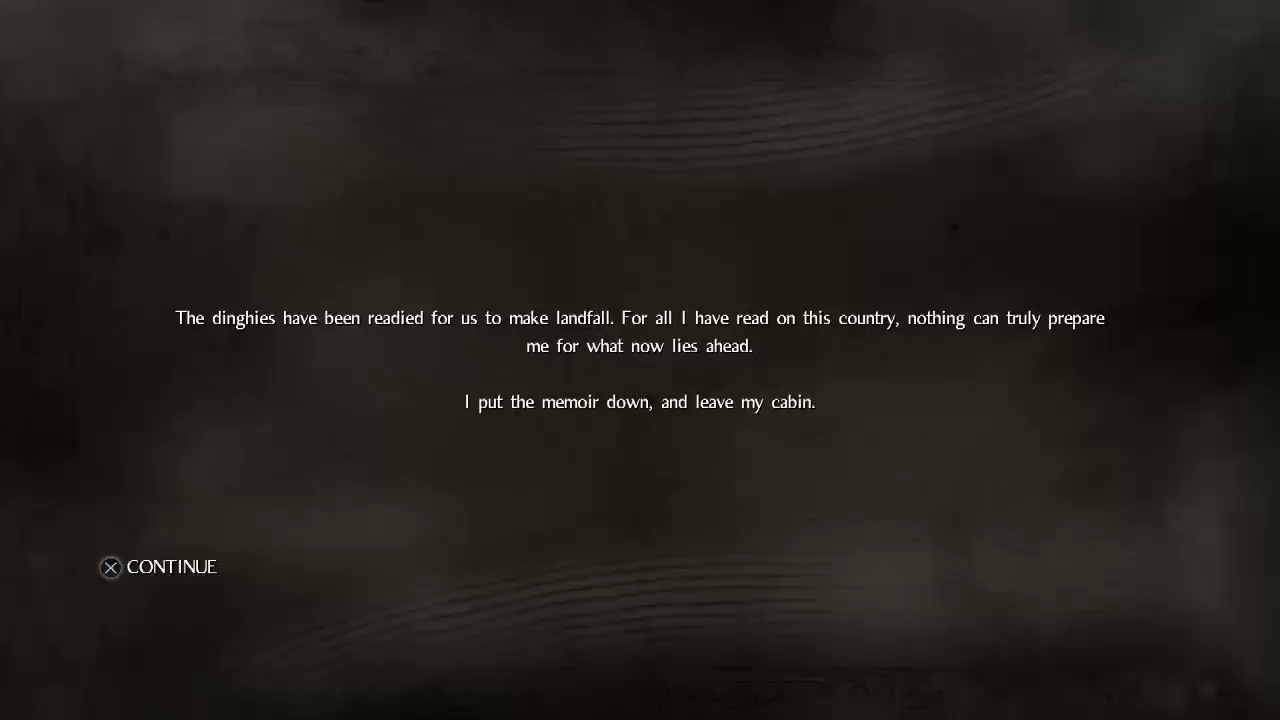 The dinghies have been readied for us to make landfall. For all I have read on this country, nothing can truly prepare
me for what now lies ahead.
I put the memoir down, and leave my cabin.
CONTINUE